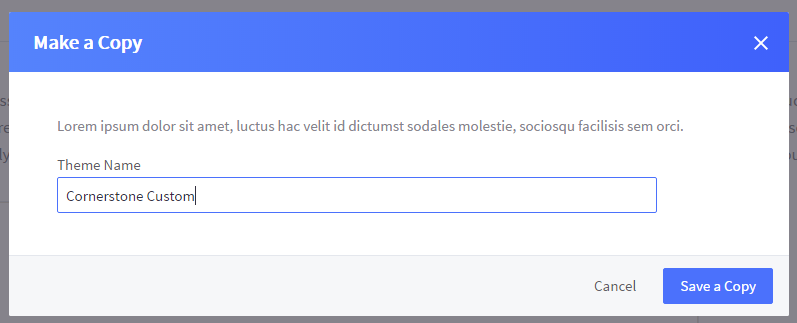 Make a Copy
Lorem ipsum dolor sit amet, luctus hac velit id dictumst sodales molestie, sociosqu facilisis sem orci.
Theme Name
Cornerstone Custom
Cancel
Save a Copy